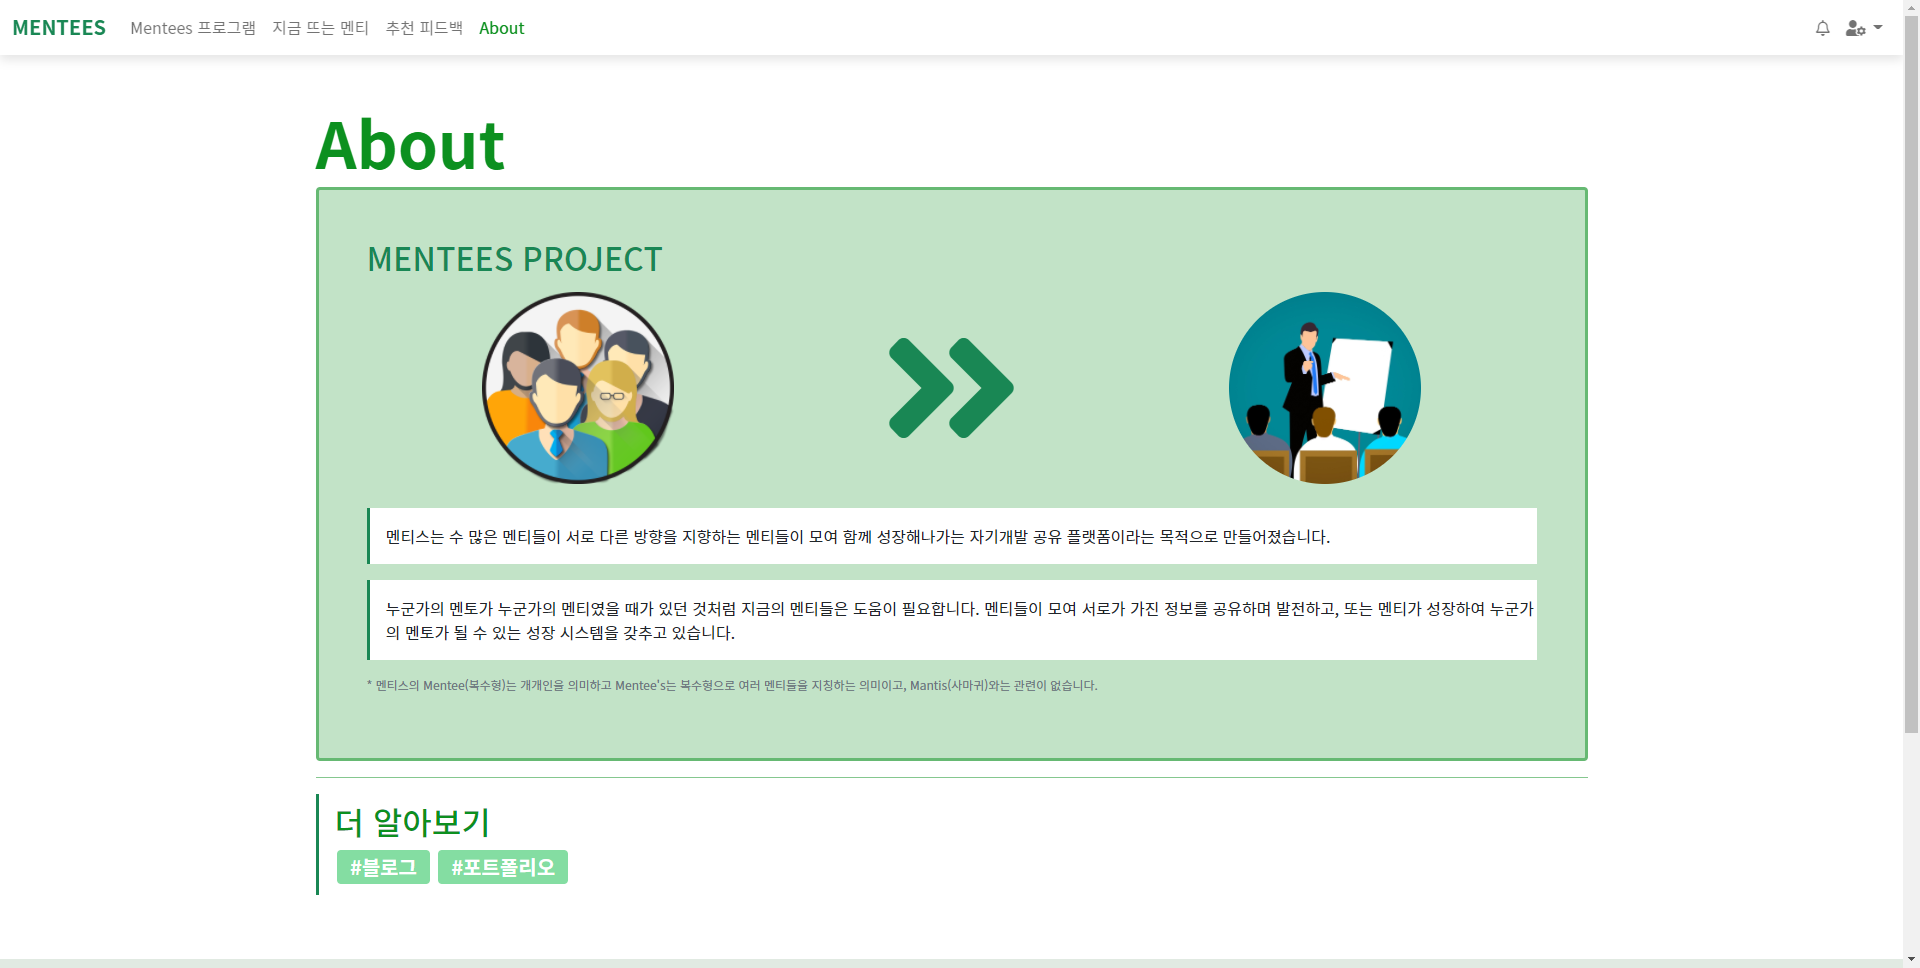 MENTEES Mentees 프로그램 지금 뜨는 멘티 추천 피드백 About
About
MENTEES PROJECT
멘티스는 수 많은 멘티들이 서로 다른 방향을 지향하는 멘티들이 모여 함께 성장해나가는 자기개발 공유 플랫폼이라는 목적으로 만들어졌습니다.
누군가의 멘토가 누군가의 멘티였을 때가 있던 것처럼 지금의 멘티들은 도움이 필요합니다. 멘티들이 모여 서로가 가진 정보를 공유하며 발전하고, 또는 멘티가 성장하여 누군가
의 멘토가 될 수 있는 성장 시스템을 갖추고 있습니다.
* 멘티스의 Mentee(복수형)는 개개인을 의미하고 Mentee's는 복수형으로 여러 멘티들을 지칭하는 의미이고, Mantis(사마귀)와는 관련이 없습니다.
더 알아보기
#블로그 #포트폴리오